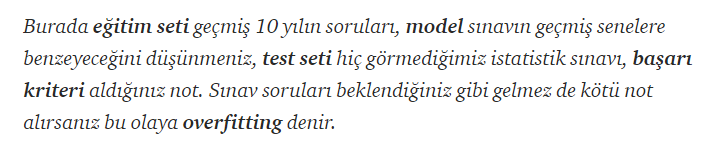 Burada eğitim seti geçmiş 10 yılın soruları, model sınavın geçmiş senelere
benzeyeceğini düşünmeniz, test seti hiç görmediğimiz istatistik sınavı, başarı
kriteri aldığınız not. Sınav soruları beklendiğiniz gibi gelmez de kötü not
alırsanız bu olaya overfitting denir.